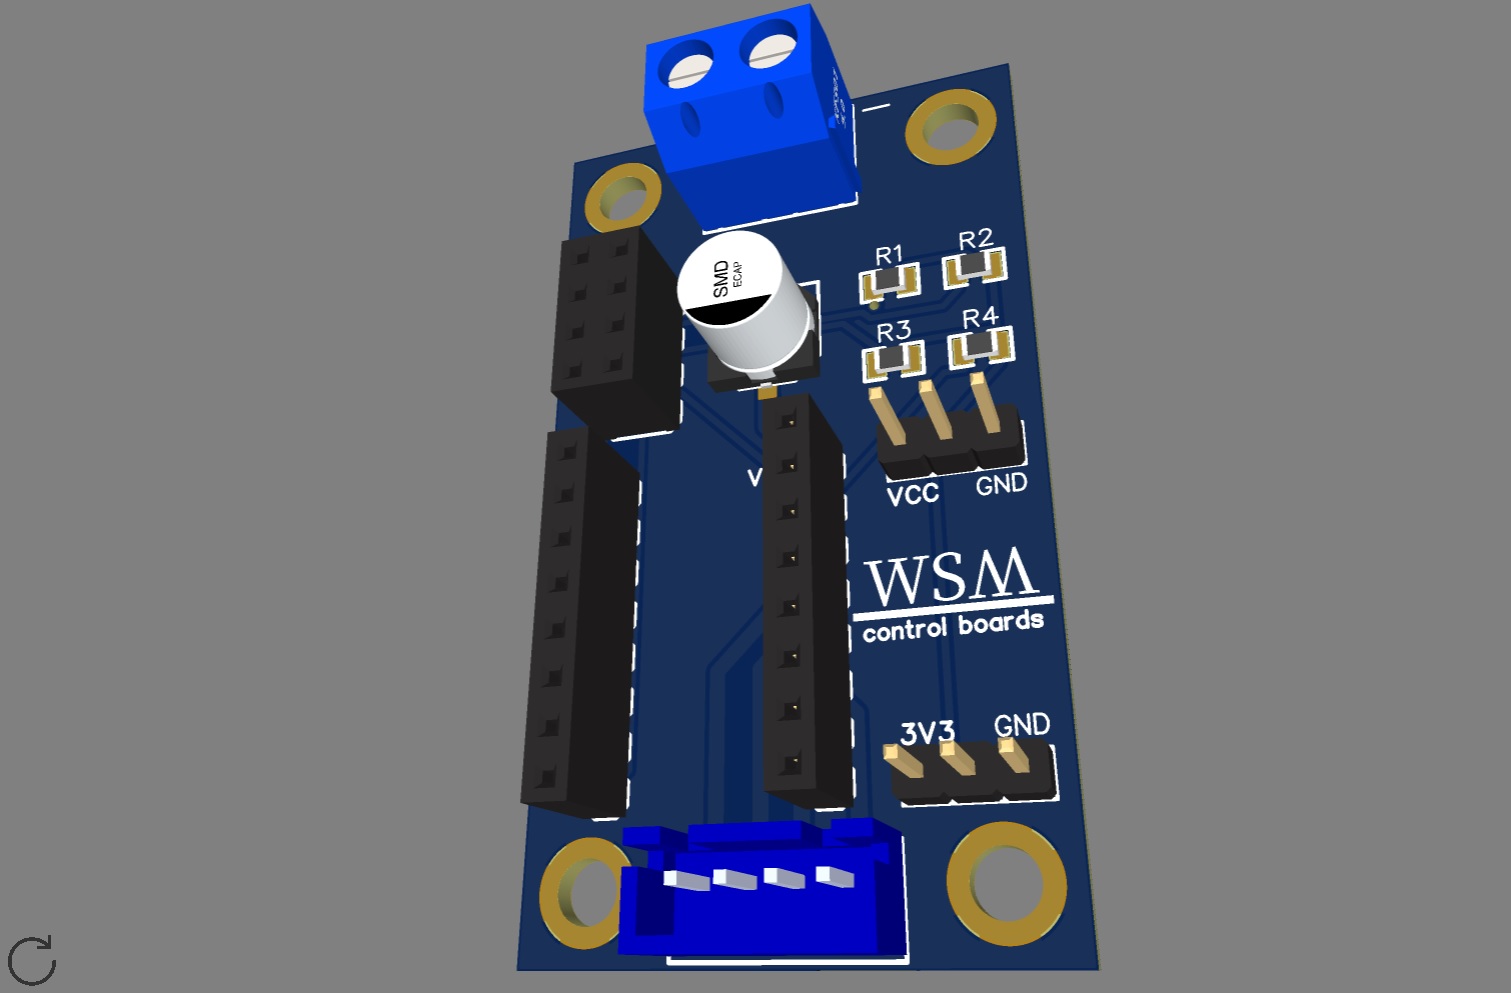 R1
R2
SMD
ECAP
R3
R4
V
VCC
GND
WSM
control boards
3V3
GND